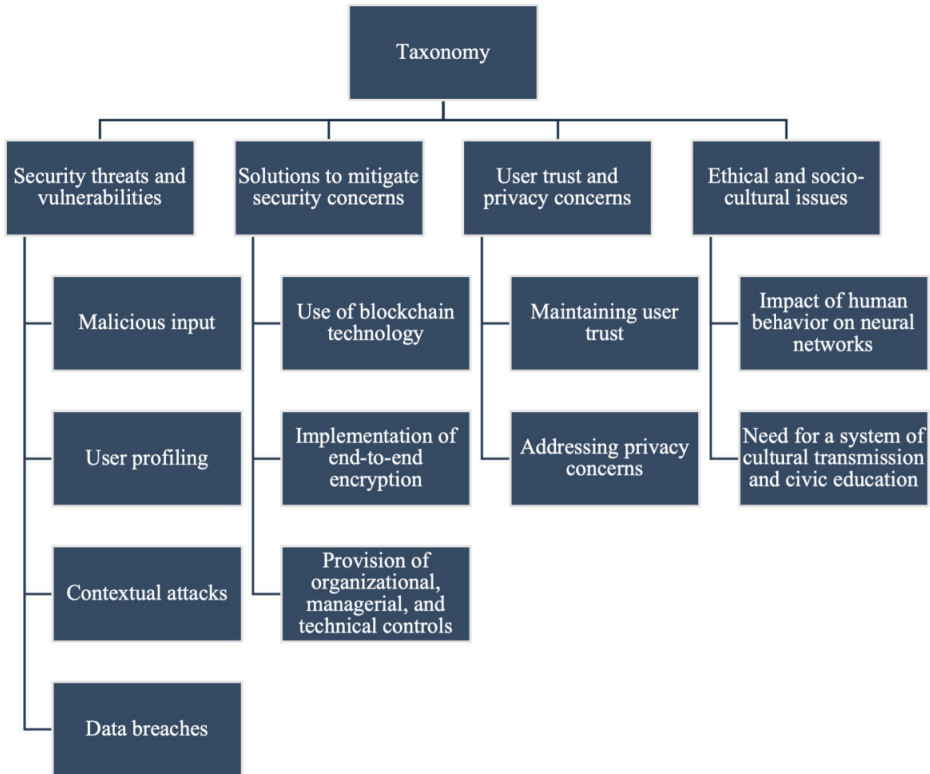 Taxonomy
Security threats and
vulnerabilities
Malicious input
User profiling
Contextual attacks
Data breaches
Solutions to mitigate
security concerns
Use of blockchain
technology
Implementation of
end-to-end
encryption
Provision of
organizational,
managerial, and
technical controls
User trust and
privacy concerns
Maintaining user
trust
Addressing privacy
concerns
Ethical and socio-
cultural issues
Impact of human
behavior on neural
networks
Need for a system of
cultural transmission
and civic education